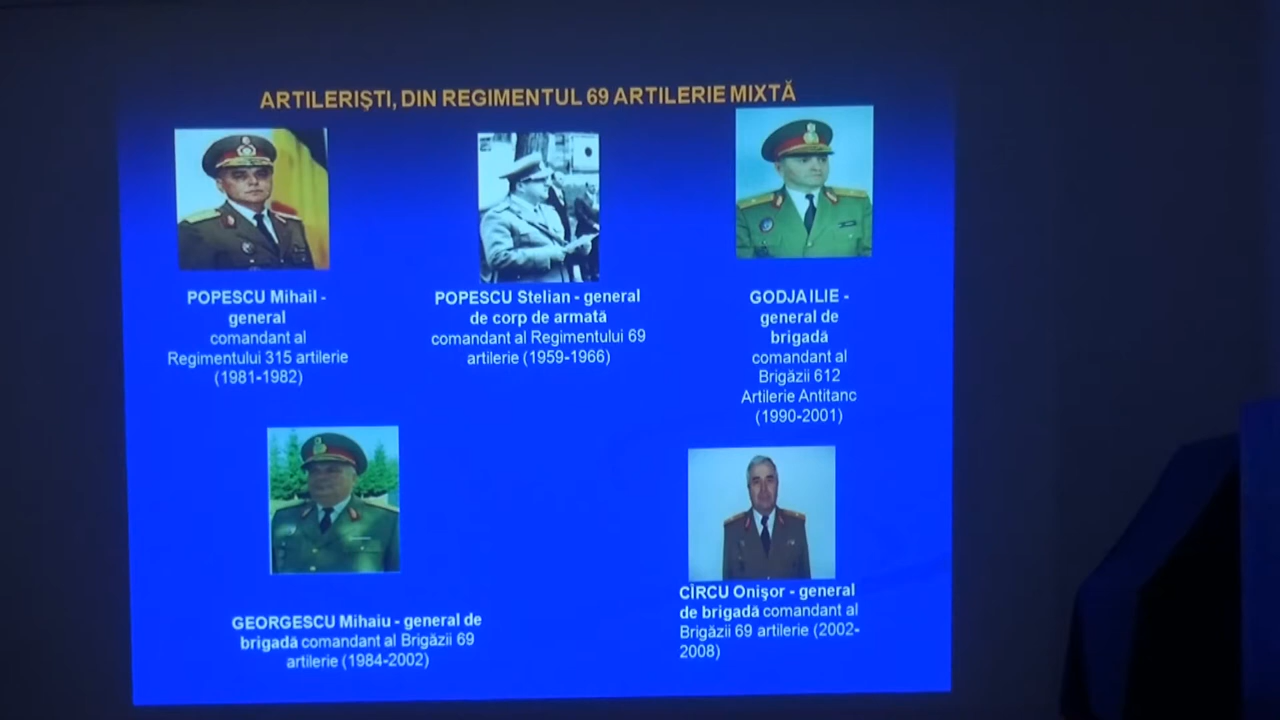 ARTILERIŞTI, DIN REGIMENTUL 69 ARTILERIE MIXTĂ
POPESCU Mihail -
general
comandant al
Regimentului 315 artilerie
(1981-1982)
POPESCU Stelian - general
de corp de armată
comandant al Regimentului 69
artilerie (1959-1966)
GODJA ILIE -
general de
brigadă
comandant al
Brigăzii 612
Artilerie Antitanc
(1990-2001)
GEORGESCU Mihaiu - general de
brigadă comandant al Brigăzii 69
artilerie (1984-2002)
CÎRCU Onişor - general
de brigadă comandant al
Brigăzii 69 artilerie (2002-
2008)